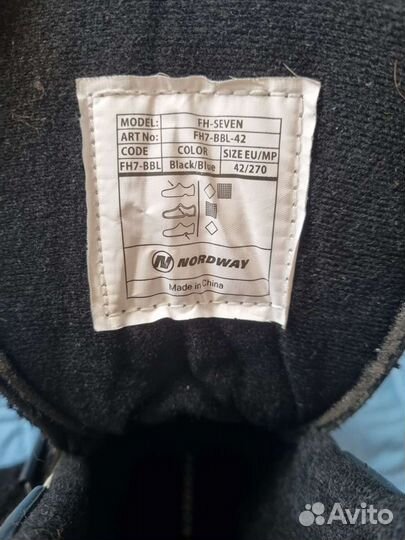 MODEL: FH-SEVEN
ART No: FH7-BBL-42
CODE COLOR SIZE EU/MP
FH7-BBL Black/Blue 42/270
N NORDWAY
Made in China
Avito